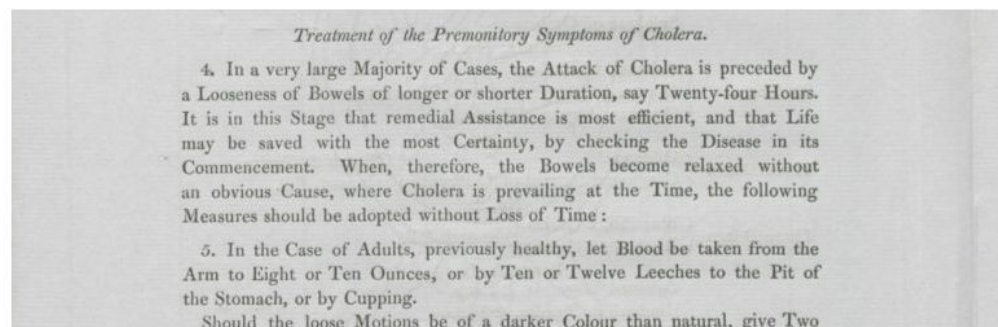 Treatment of the Premonitory Symptoms of Cholera.
4. In a very large Majority of Cases, the Attack of Cholera is preceded by
a Looseness of Bowels of longer or shorter Duration, say Twenty-four Hours.
It is in this Stage that remedial Assistance is most efficient, and that Life
may be saved with the most Certainty, by checking the Disease in its
Commencement. When, therefore, the Bowels become relaxed without
an obvious Cause, where Cholera is prevailing at the Time, the following
Measures should be adopted without Loss of Time :
5. In the Case of Adults, previously healthy, let Blood be taken from the
Arm to Eight or Ten Ounces, or by Ten or Twelve Leeches to the Pit of
the Stomach, or by Cupping.
Should the loose Motions be of a darker Colour than natural, give Two